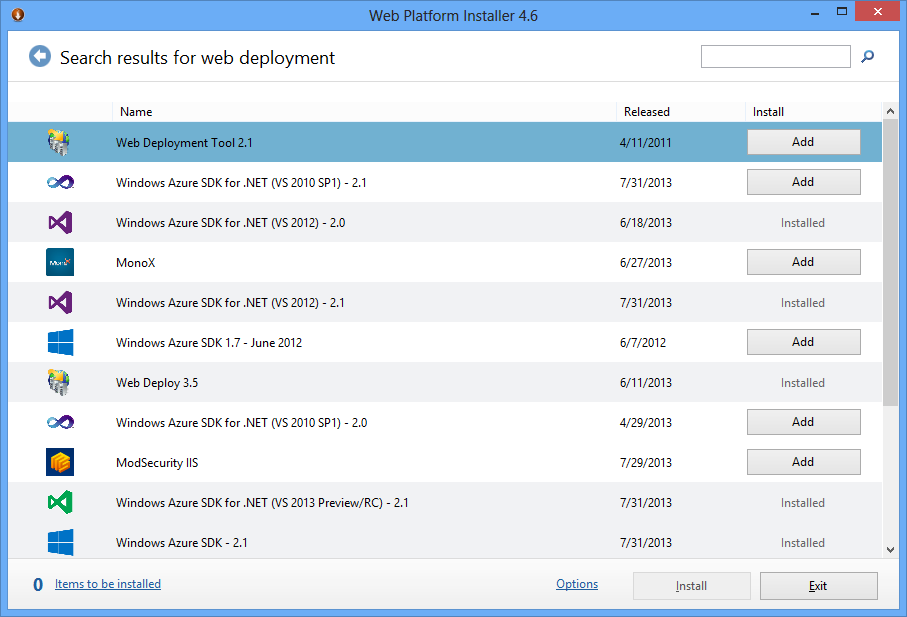 Web Platform Installer 4.6
Search results for web deployment
Name Released Install
Web Deployment Tool 2.1 4/11/2011 Add
Windows Azure SDK for .NET (VS 2010 SP1) - 2.1 7/31/2013 Add
Windows Azure SDK for .NET (VS 2012) - 2.0 6/18/2013 Installed
MonoX MonoX 6/27/2013 Add
Windows Azure SDK for .NET (VS 2012) - 2.1 7/31/2013 Installed
Windows Azure SDK 1.7 - June 2012 6/7/2012 Add
Web Deploy 3.5 6/11/2013 Installed
Windows Azure SDK for .NET (VS 2010 SP1) - 2.0 4/29/2013 Add
ModSecurity IIS 7/29/2013 Add
Windows Azure SDK for .NET (VS 2013 Preview/RC) - 2.1 7/31/2013 Installed
Windows Azure SDK - 2.1 7/31/2013 Installed
0 Items to be installed Options Install Exit